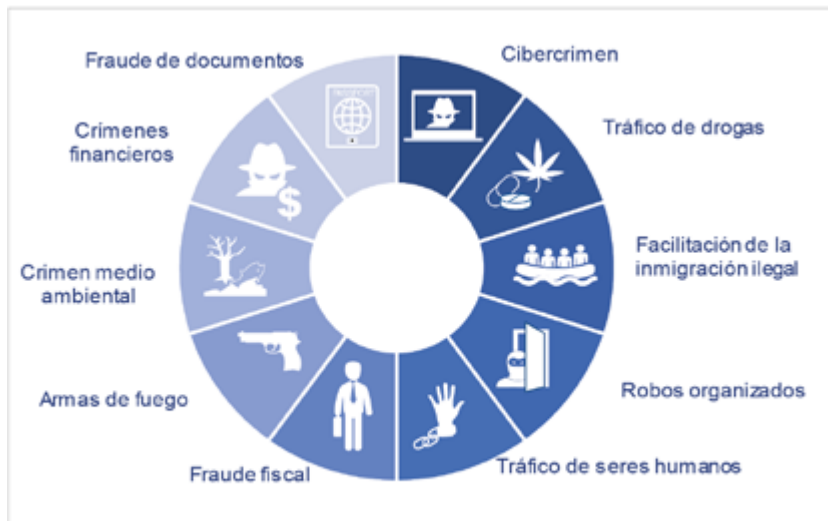 Fraude de documentos
Cibercrimen
Crímenes
financieros
Tráfico de drogas
Crimen medio
ambiental
Facilitación de la
inmigración ilegal
Armas de fuego
Robos organizados
Fraude fiscal
Tráfico de seres humanos
PASSPORT
$